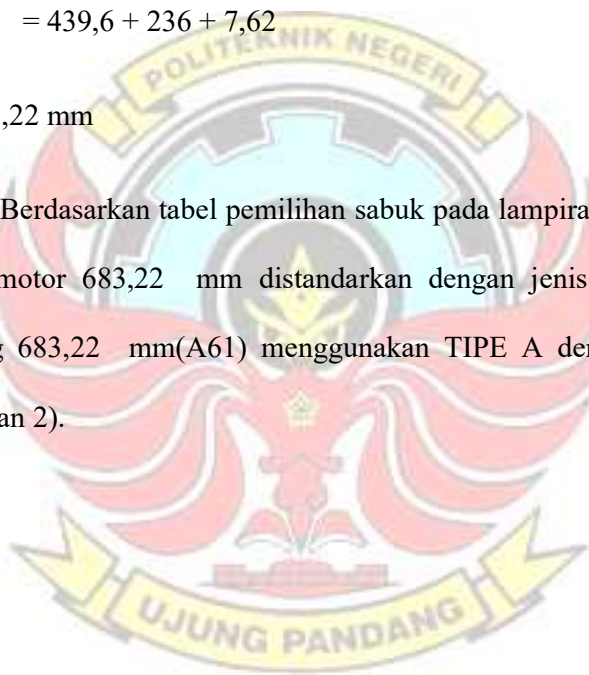 = 439,6 + 236 + 7,62
POLITEKNIK NEGERI
,22 mm
Berdasarkan tabel pemilihan sabuk pada lampira
motor 683,22 mm distandarkan dengan jenis
683,22 mm(A61) menggunakan TIPE A de
an 2).
UJUNG PANDANG